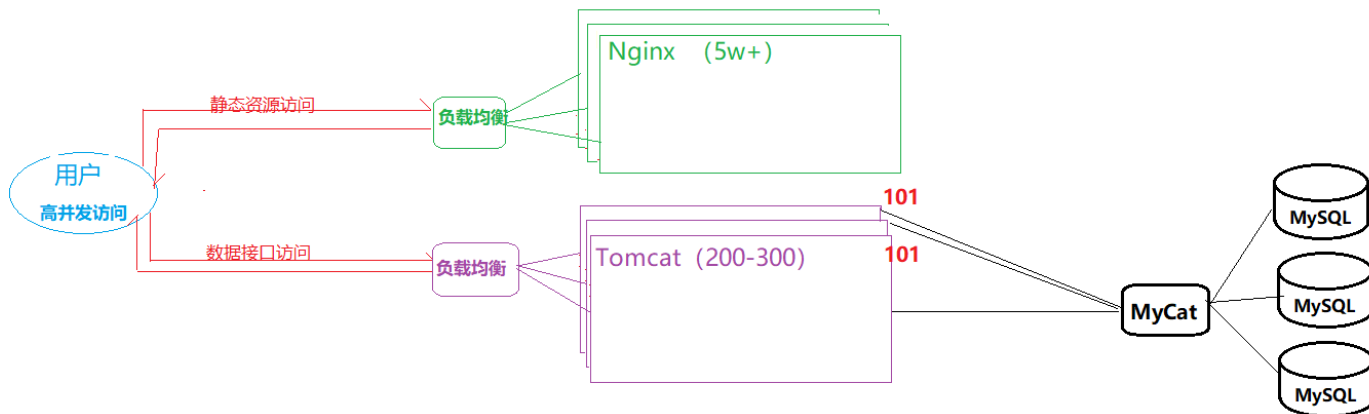 Nginx （5w+）
静态资源访问
负载均衡
用户
高并发访问
101
MySQL
数据接口访问
负载均衡
Tomcat（200-300）
101
MyCat
MySQL
MySQL